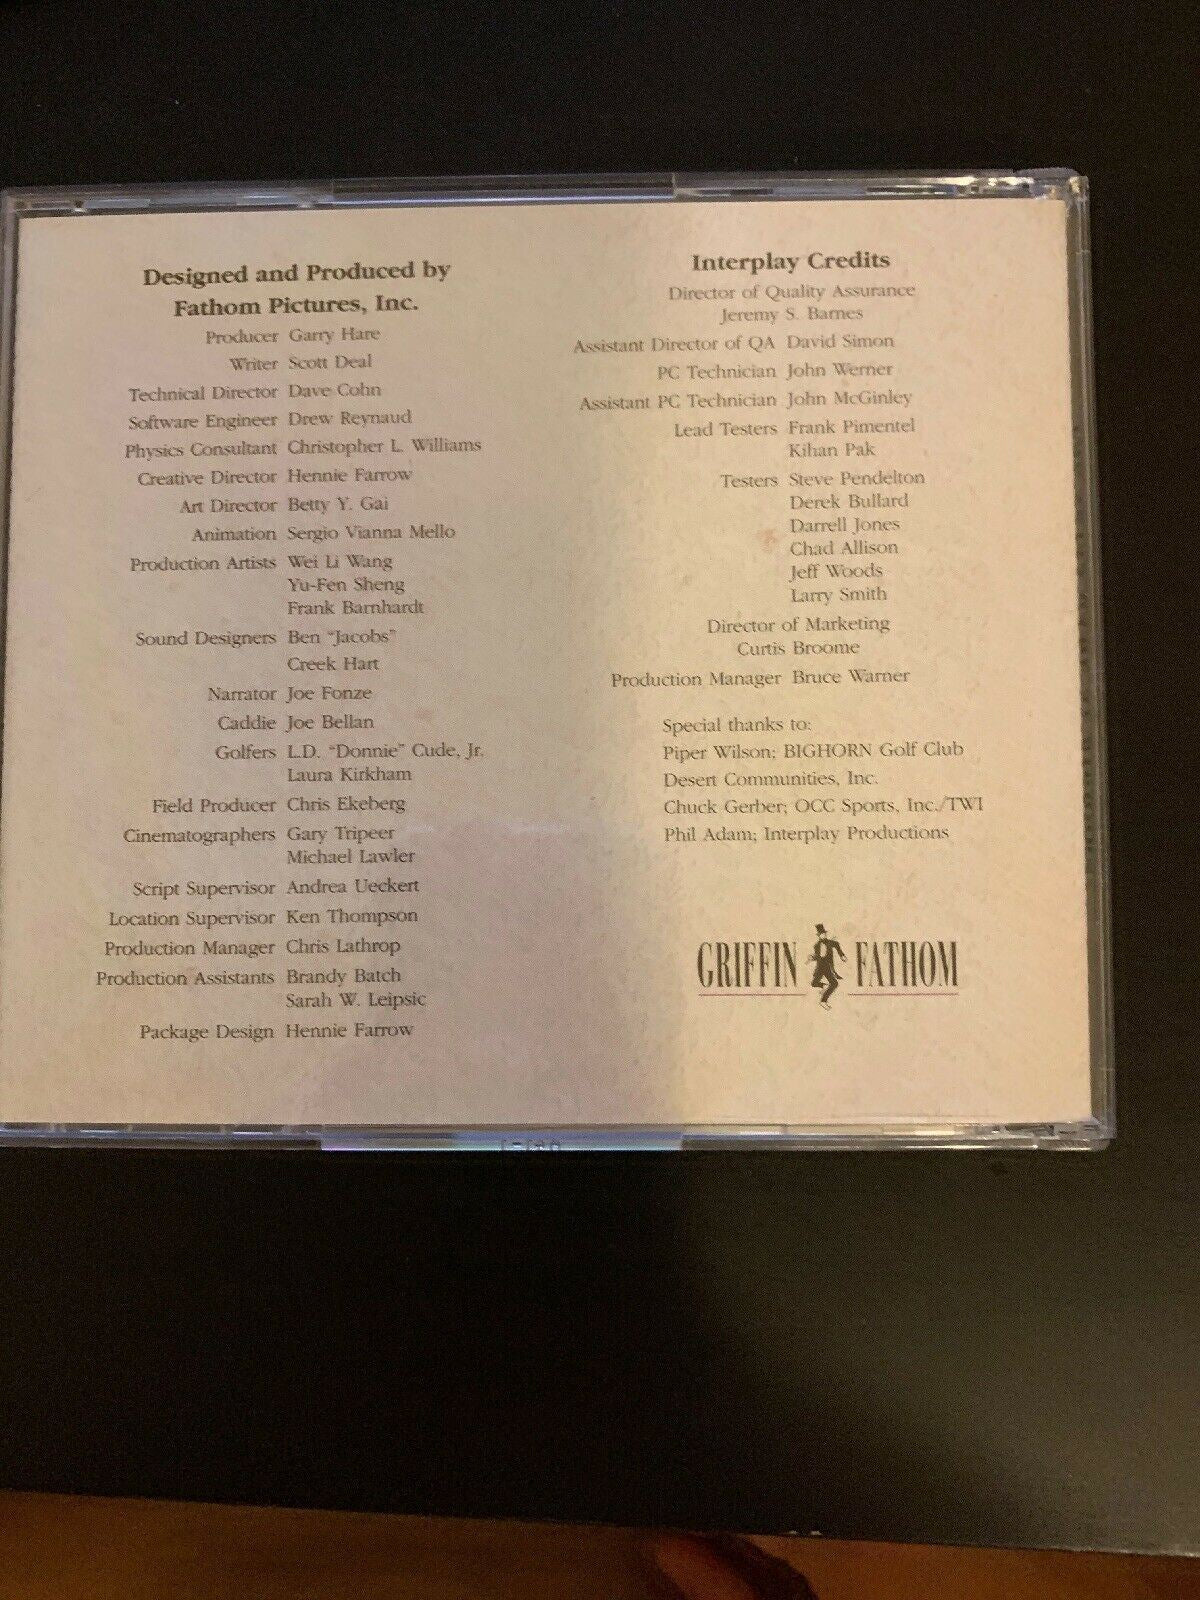 Designed and Produced by
Fathom Pictures, Inc.
Producer Garry Hare
Writer Scott Deal
Technical Director Dave Cohn
Software Engineer Drew Reynaud
Physics Consultant Christopher L. Williams
Creative Director Hennie Farrow
Art Director Betty Y. Gai
Animation Sergio Vianna Mello
Production Artists Wei Li Wang
Yu-Fen Sheng
Frank Barnhardt
Sound Designers Ben "Jacobs"
Creek Hart
Narrator Joe Fonze
Caddie Joe Bellan
Golfers L.D. "Donnie" Cude, Jr.
Laura Kirkham
Field Producer Chris Ekeberg
Cinematographers Gary Tripeer
Michael Lawler
Script Supervisor Andrea Ueckert
Location Supervisor Ken Thompson
Production Manager Chris Lathrop
Production Assistants Brandy Batch
Sarah W. Leipsic
Package Design Hennie Farrow
Interplay Credits
Director of Quality Assurance
Jeremy S. Barnes
Assistant Director of QA David Simon
PC Technician John Werner
Assistant PC Technician John McGinley
Lead Testers Frank Pimentel
Kihan Pak
Testers Steve Pendelton
Derek Bullard
Darrell Jones
Chad Allison
Jeff Woods
Larry Smith
Director of Marketing
Curtis Broome
Production Manager Bruce Warner
Special thanks to:
Piper Wilson; BIGHORN Golf Club
Desert Communities, Inc.
Chuck Gerber; OCC Sports, Inc./TWI
Phil Adam; Interplay Productions
GRIFFIN FATHOM